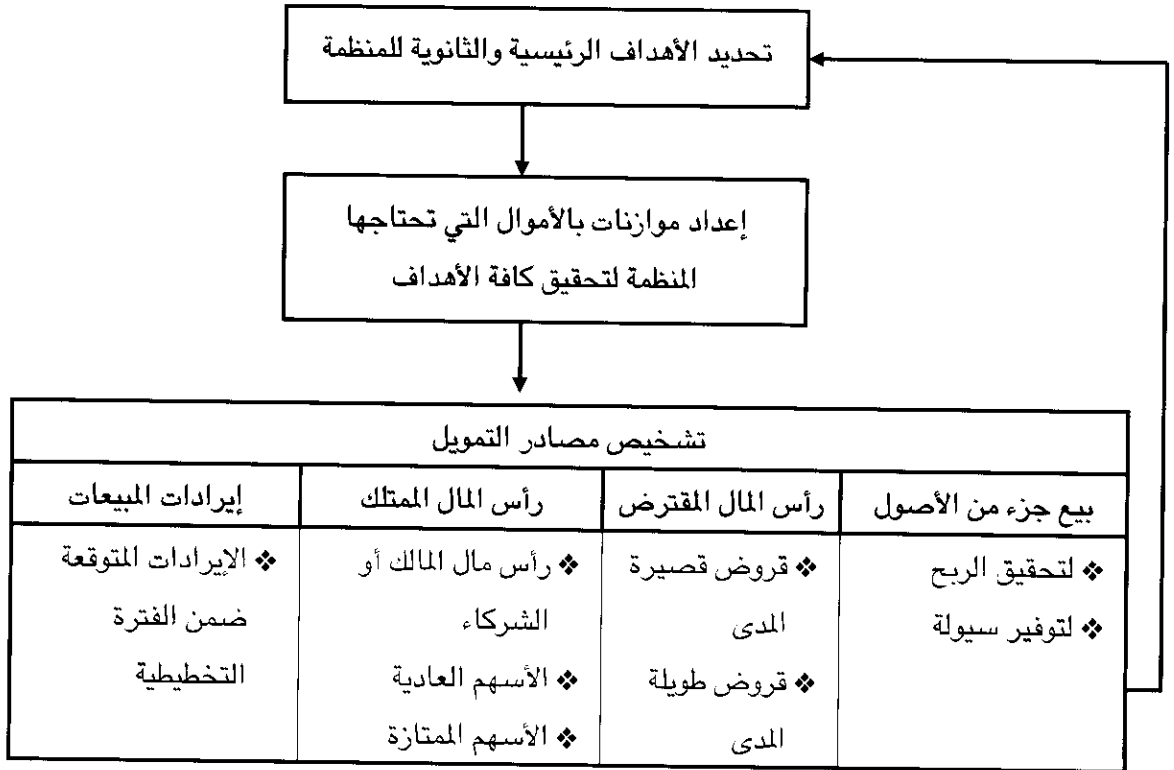 تحديد الأهداف الرئيسية والثانوية للمنظمة
إعداد موازنات بالأموال التي تحتاجها
المنظمة لتحقيق كافة الأهداف
تشخيص مصادر التمويل
بيع جزء من الأصول
رأس المال المقترض
رأس المال الممتلك
إيرادات المبيعات
❖ لتحقيق الربح
❖ لتوفير سيولة
❖ قروض قصيرة
المدى
❖ قروض طويلة
المدى
❖ رأس مال المالك أو
الشركاء
❖ الأسهم العادية
❖ الأسهم الممتازة
❖ الإيرادات المتوقعة
ضمن الفترة
التخطيطية